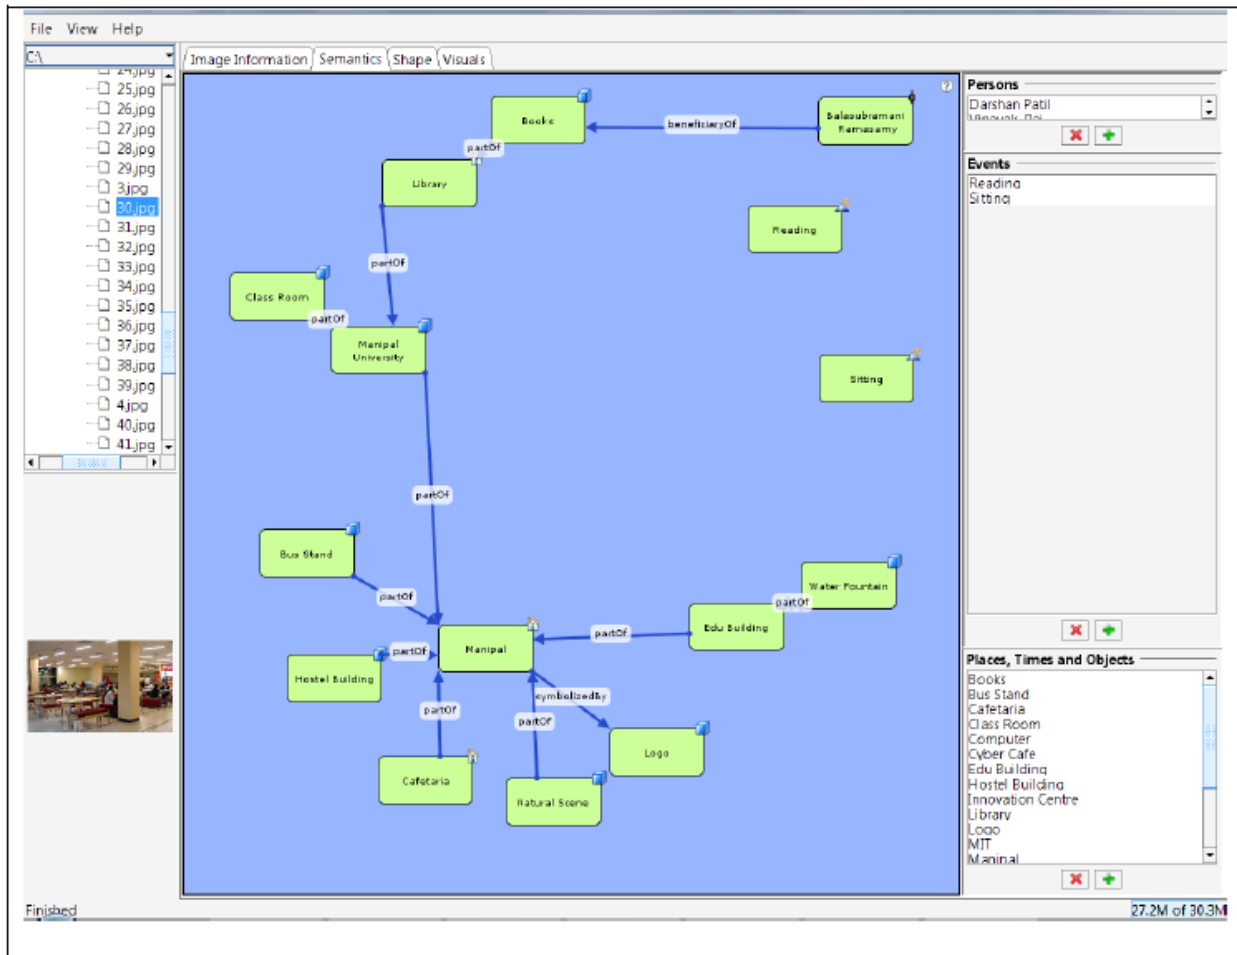 File View Help
C:\
Image Information Semantics Shape Visuals
24.jpg
25.jpg
26.jpg
27.jpg
28.jpg
29.jpg
3.jpg
30.jpg
31.jpg
32.jpg
33.jpg
34.jpg
35.jpg
36.jpg
37.jpg
38.jpg
39.jpg
4.jpg
40.jpg
41.jpg
Books
beneficiaryOf
Balasubramani
Ramasamy
partOf
Library
Reading
partOf
Class Room
partOf
Manipal
University
Sitting
partOf
Bus Stand
partOf
Water Fountain
partOf
Edu Building
partOf
Manipal
partOf
Hostel Building
symbolizedBy
partOf
partOf
Logo
Cafetaria
Natural Scene
Persons
Darshan Patil
Events
Reading
Sitting
Places, Times and Objects
Books
Bus Stand
Cafetaria
Class Room
Computer
Cyber Cafe
Edu Building
Hostel Building
Innovation Centre
Library
Logo
MIT
Manipal
Finished
27.2M of 30.3M